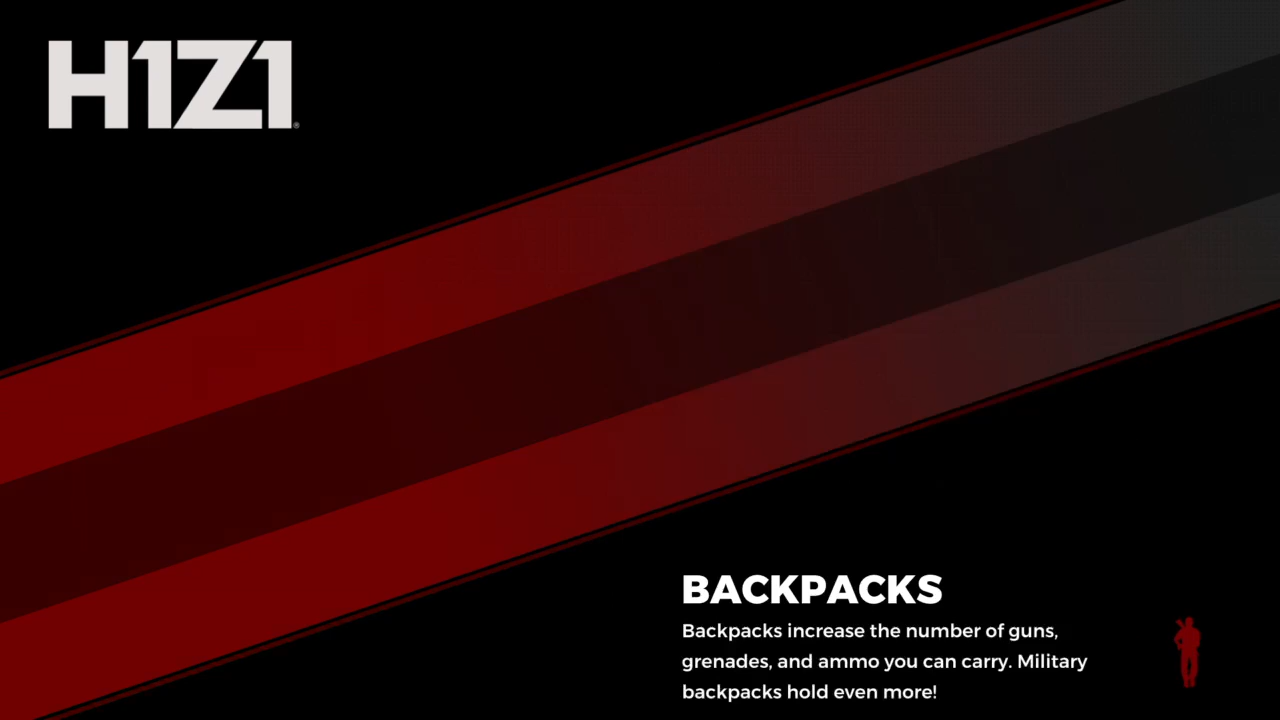 H1Z1®
BACKPACKS
Backpacks increase the number of guns,
grenades, and ammo you can carry. Military
backpacks hold even more!